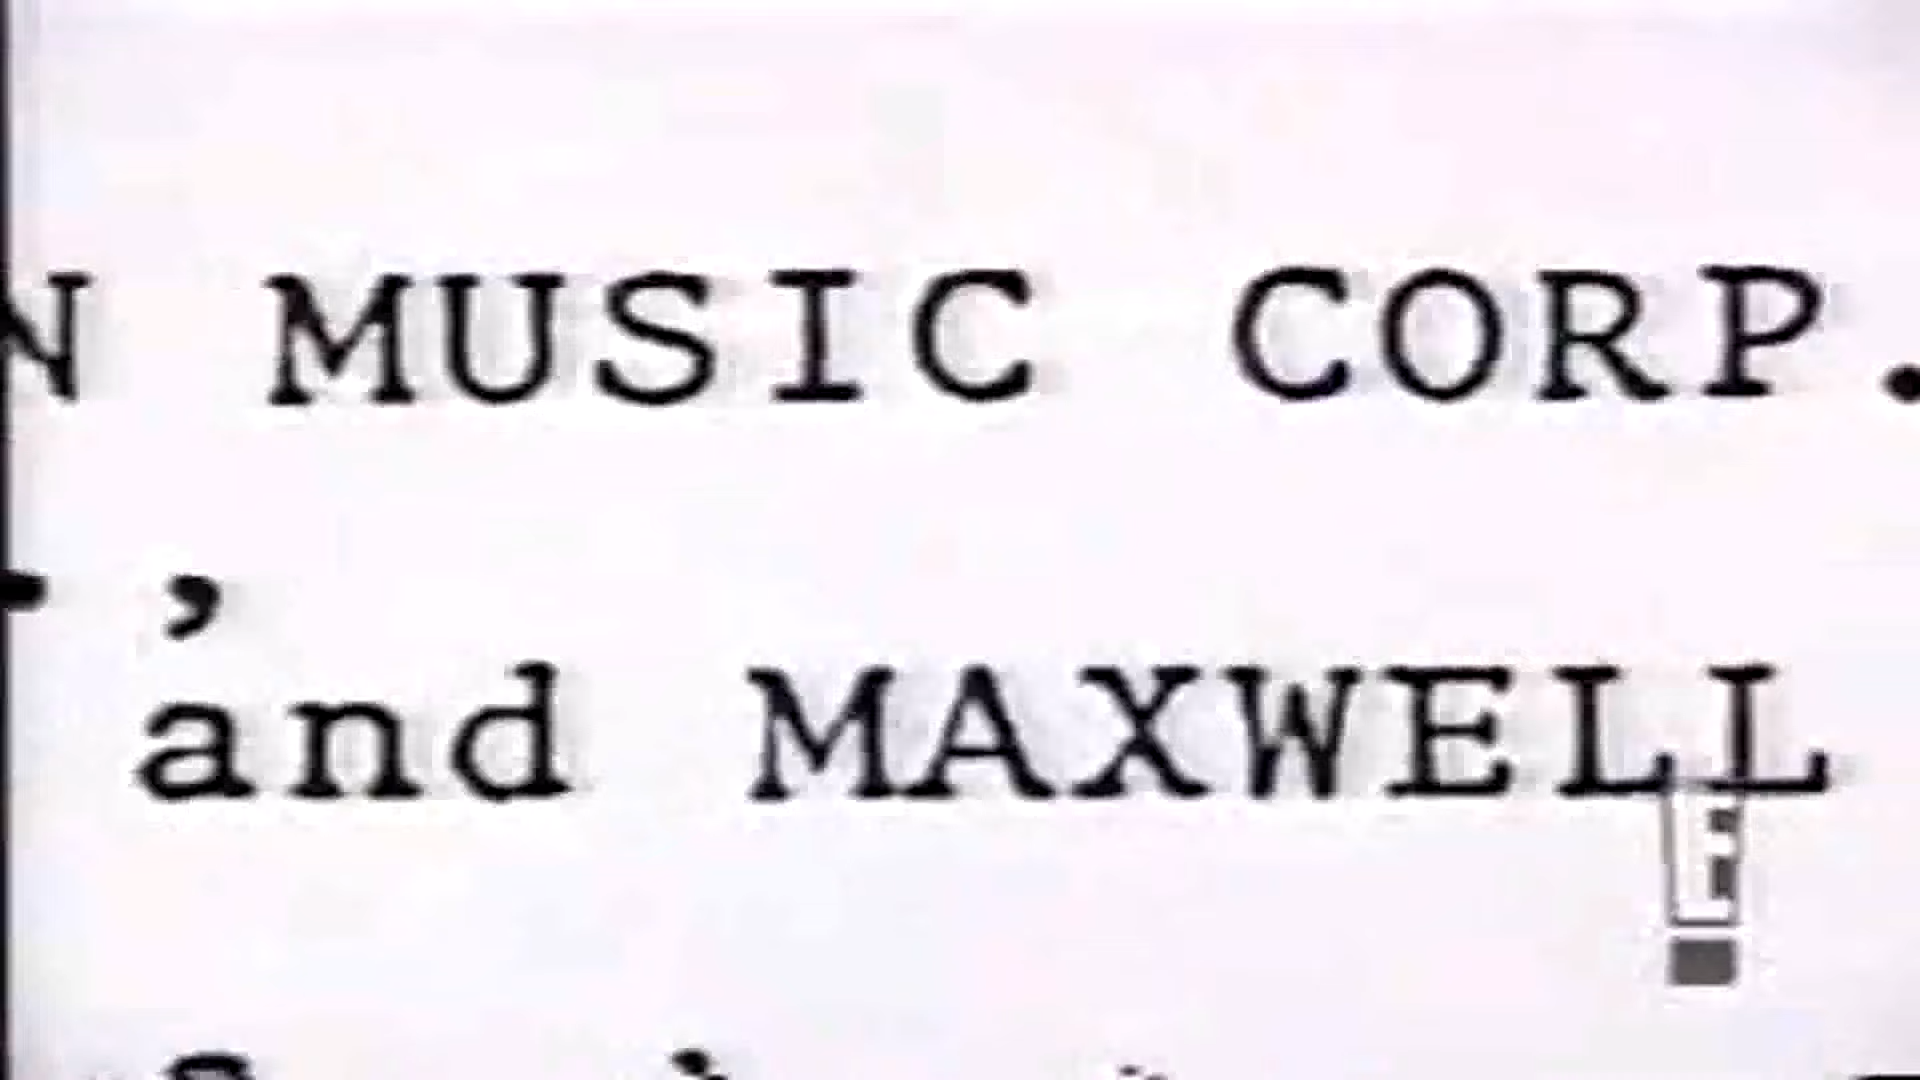 N MUSIC CORP.
. ,
and MAXWELL